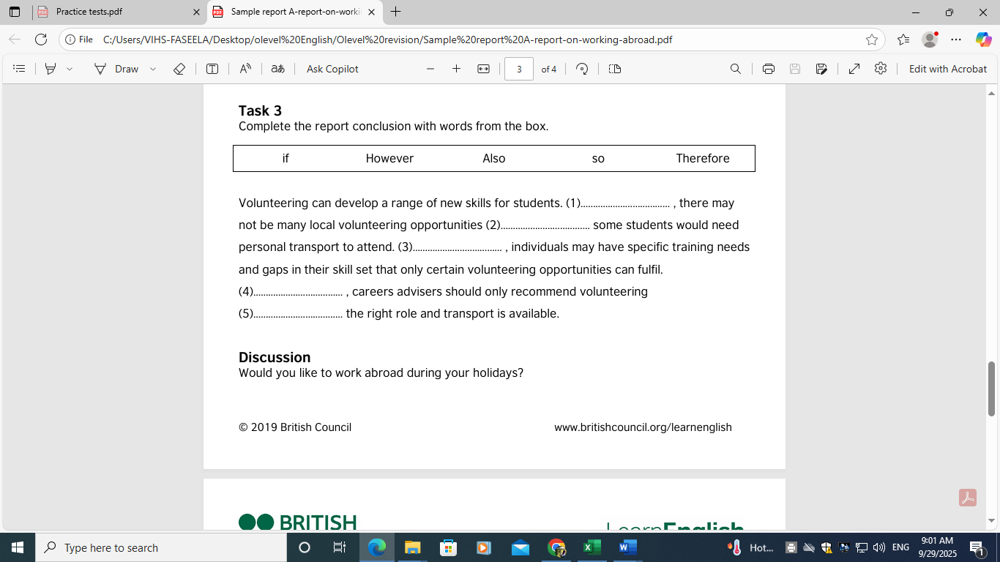 Practice tests.pdf
Sample report A-report-on-worki
File
C:/Users/VIHS-FASEELA/Desktop/olevel%20English/Olevel%20revision/Sample%20report%20A-report-on-working-abroad.pdf
Draw
Ask Copilot
3
of 4
Edit with Acrobat
Task 3
Complete the report conclusion with words from the box.
if However Also so Therefore
Volunteering can develop a range of new skills for students. (1).................................... , there may
not be many local volunteering opportunities (2).................................... some students would need
personal transport to attend. (3).................................... , individuals may have specific training needs
and gaps in their skill set that only certain volunteering opportunities can fulfil.
(4).................................... , careers advisers should only recommend volunteering
(5).................................... the right role and transport is available.
Discussion
Would you like to work abroad during your holidays?
© 2019 British Council
www.britishcouncil.org/learnenglish
BRITISH
LearnEnglish
Type here to search
Hot...
ENG
9:01 AM
9/29/2025
1